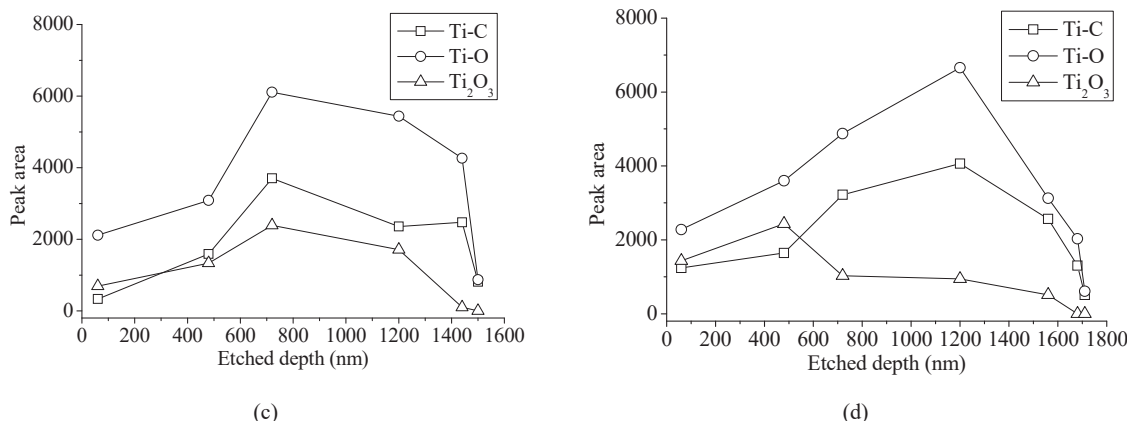 8000
6000
4000
2000
0
Peak area
Ti-C
Ti-O
Ti₂O₃
0 200 400 600 800 1000 1200 1400 1600
Etched depth (nm)
(c)
8000
6000
4000
2000
0
Peak area
Ti-C
Ti-O
Ti₂O₃
0 200 400 600 800 1000 1200 1400 1600 1800
Etched depth (nm)
(d)